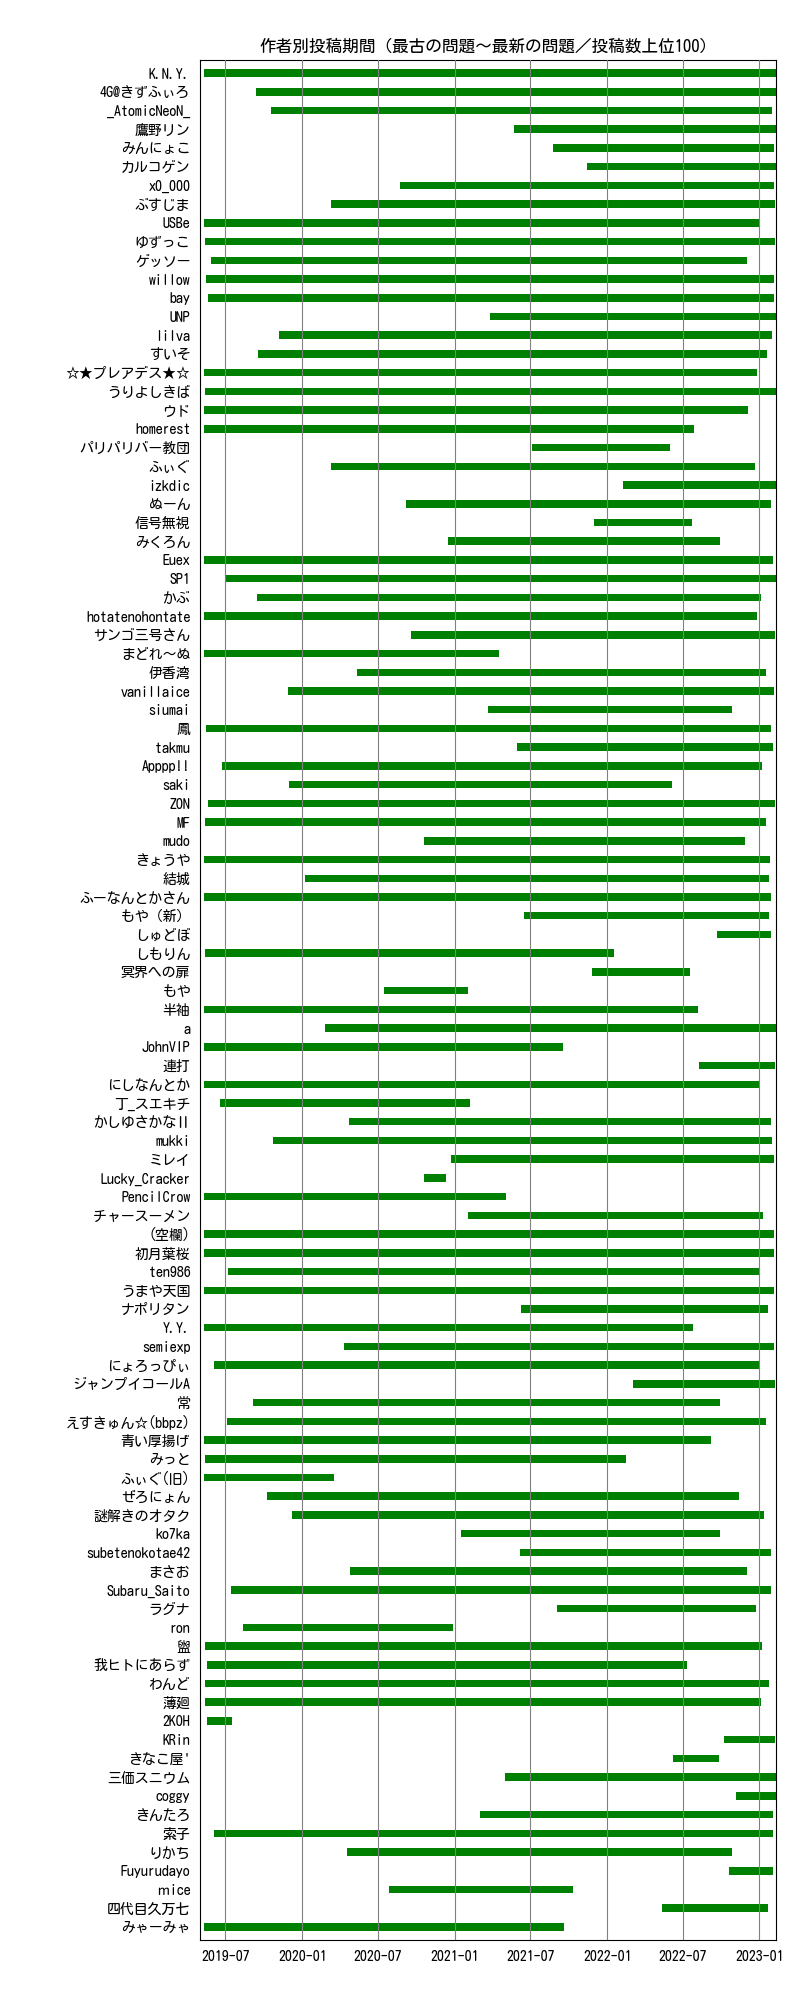 作者別投稿期間（最古の問題～最新の問題／投稿数上位100）
K.N.Y.
4G@きずふぃろ
_AtomicNeoN_
鷹野リン
みんにょこ
カルコゲン
x0_000
ぶすじま
USBe
ゆずっこ
ゲッソー
willow
bay
UNP
lilva
すいそ
☆★プレアデス★☆
うりよしきば
ウド
homerest
バリバリバー教団
ふぃぐ
izkdic
ぬーん
信号無視
みくろん
Euex
SP1
かぶ
hotatenohontate
サンゴ三号さん
まどれ～ぬ
伊香湾
vanillaice
siumai
鳳
takmu
Appppl!
saki
ZON
MF
mudo
きょうや
結城
ふーなんとかさん
もや（新）
しゅどぼ
しもりん
冥界への扉
もや
半袖
a
JohnVIP
連打
にしなんとか
丁_スエキチ
かしゆさかなII
mukki
ミレイ
Lucky_Cracker
PencilCrow
チャースーメン
(空欄)
初月葉桜
ten986
うまや天国
ナポリタン
Y.Y.
semiexp
にょろっぴぃ
ジャンプイコールA
常
えすきゅん☆(bbpz)
青い厚揚げ
みっと
ふぃぐ(旧)
ぜろにょん
謎解きのオタク
ko7ka
subetenokotae42
まさお
Subaru_Saito
ラグナ
ron
盥
我ヒトにあらず
わんど
薄廻
2KOH
KRin
きなこ屋'
三価スニウム
coggy
きんたろ
索子
りかち
Fuyurudayo
mice
四代目久万七
みゃーみゃ
2019-07 2020-01 2020-07 2021-01 2021-07 2022-01 2022-07 2023-01